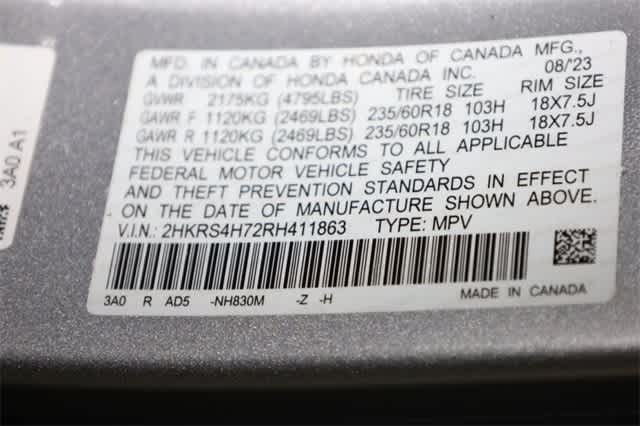 MFD. IN CANADA BY HONDA OF CANADA MFG.,
A DIVISION OF HONDA CANADA INC. 08/'23
GVWR 2175KG (4795LBS) TIRE SIZE RIM SIZE
GAWR F 1120KG (2469LBS) 235/60R18 103H 18X7.5J
GAWR R 1120KG (2469LBS) 235/60R18 103H 18X7.5J
THIS VEHICLE CONFORMS TO ALL APPLICABLE
FEDERAL MOTOR VEHICLE SAFETY
AND THEFT PREVENTION STANDARDS IN EFFECT
ON THE DATE OF MANUFACTURE SHOWN ABOVE.
V.I.N.: 2HKRS4H72RH411863 TYPE: MPV
3A0 R AD5 -NH830M -Z -H MADE IN CANADA
3A0 A1